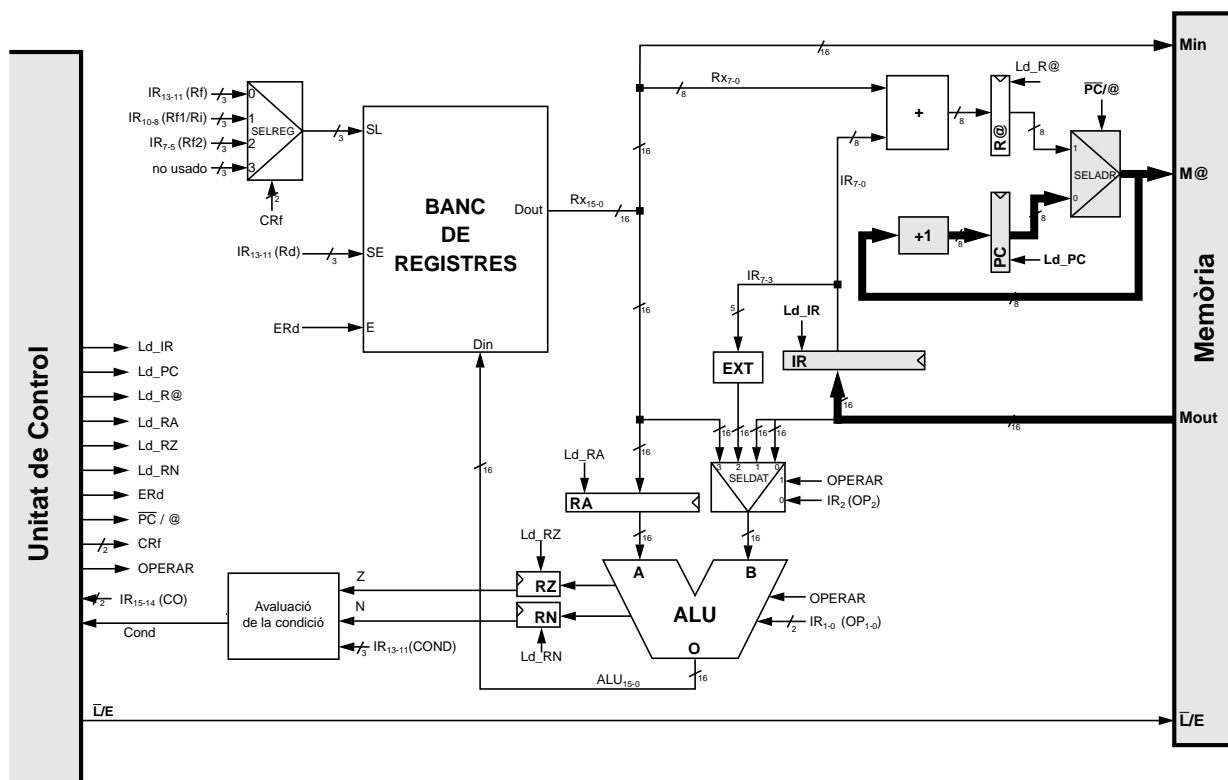 Unitat de Control
Memòria
IR13-11 (Rf)
3
0
IR10-8 (Rf1/Ri)
3
1
SELREG
IR7-5 (Rf2)
3
2
no usado
3
3
2
CRf
3
SL
BANC
DE
REGISTRES
Dout
Rx15-0
16
IR13-11 (Rd)
3
SE
ERd
E
Din
16
16
16
Min
Rx7-0
8
8
+
8
Ld_R@
R@
8
PC/@
1
SELADR
0
M@
IR7-0
+1
8
PC
8
Ld_PC
8
IR7-3
5
Ld_IR
IR
EXT
16
16
Mout
16
16
16
16
16
3
2
1
0
SELDAT
1
OPERAR
0
IR2 (OP2)
Ld_RA
RA
16
16
16
A
B
ALU
O
OPERAR
2
IR1-0 (OP1-0)
Ld_RZ
RZ
RN
Ld_RN
Z
N
Avaluació
de la condició
3
IR13-11(COND)
ALU15-0
16
Ld_IR
Ld_PC
Ld_R@
Ld_RA
Ld_RZ
Ld_RN
ERd
PC / @
2
CRf
OPERAR
2
IR15-14 (CO)
Cond
L/E
L/E